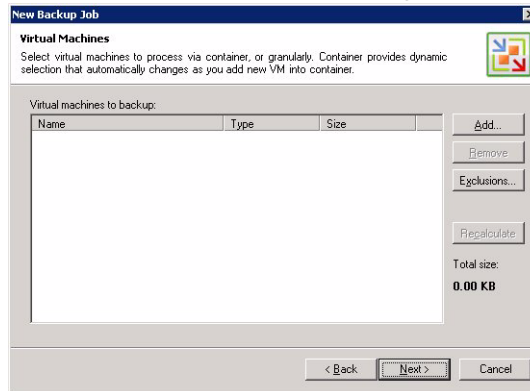 New Backup Job
Virtual Machines
Select virtual machines to process via container, or granularly. Container provides dynamic
selection that automatically changes as you add new VM into container.
Virtual machines to backup:
Name Type Size
Add...
Remove
Exclusions...
Recalculate
Total size:
0.00 KB
< Back Next > Cancel